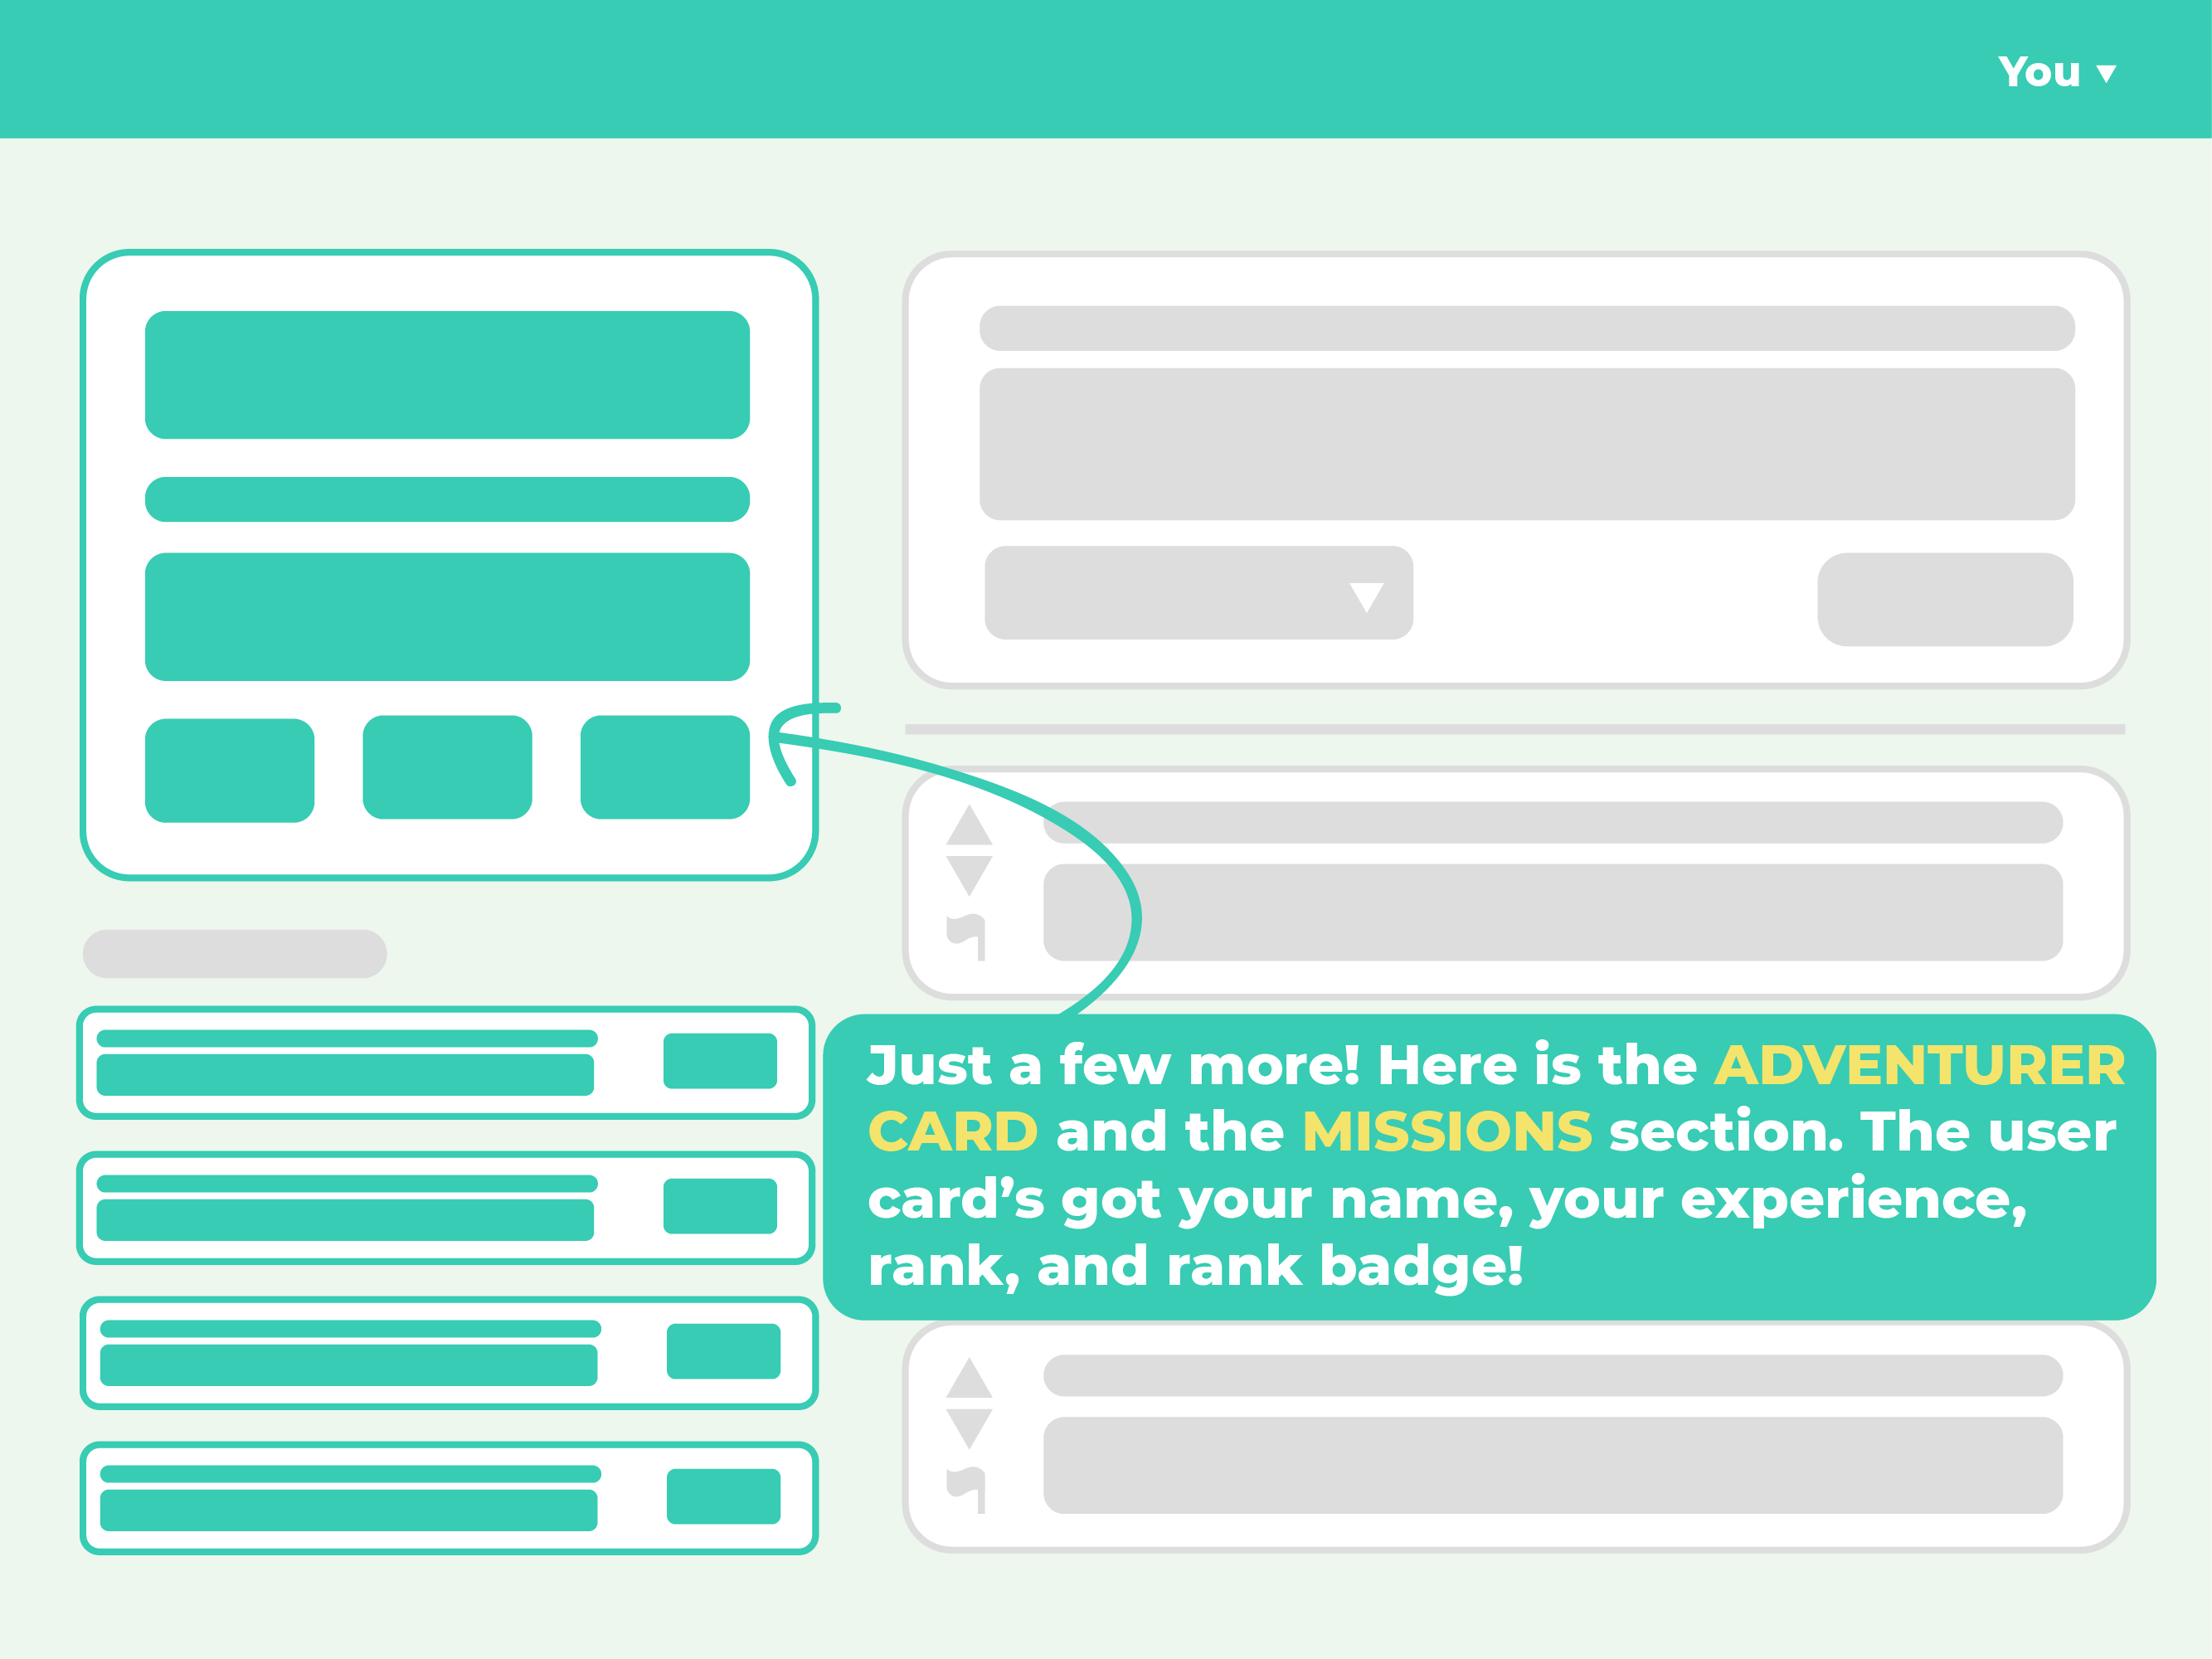 You
Just a few more! Here is the ADVENTURER
CARD and the MISSIONS section. The user
card’s got your name, your experience,
rank, and rank badge!